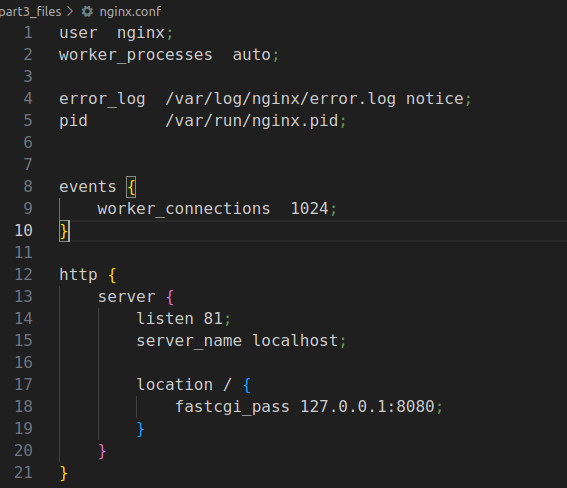 part3_files > nginx.conf
1 user  nginx;
2 worker_processes  auto;
3
4 error_log  /var/log/nginx/error.log notice;
5 pid        /var/run/nginx.pid;
6
7
8 events {
9     worker_connections  1024;
10 }
11
12 http {
13     server {
14         listen 81;
15         server_name localhost;
16
17         location / {
18             fastcgi_pass 127.0.0.1:8080;
19         }
20     }
21 }